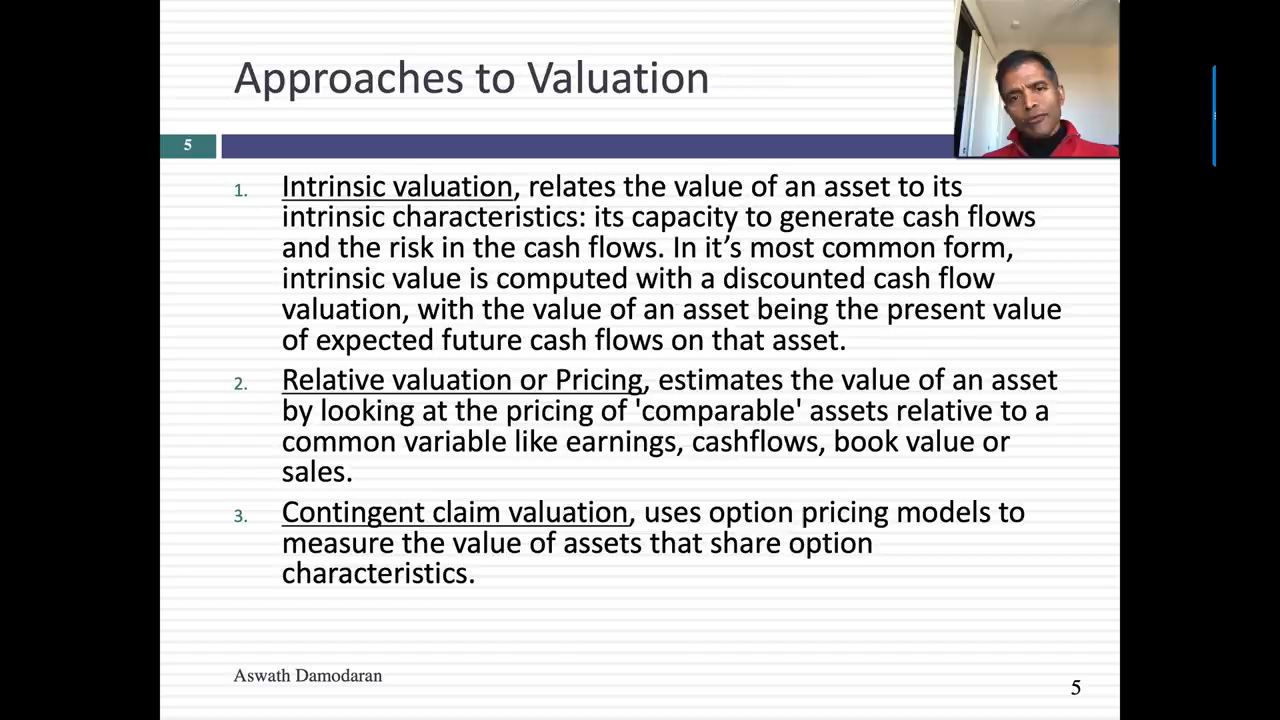 Approaches to Valuation
5
1. Intrinsic valuation, relates the value of an asset to its
intrinsic characteristics: its capacity to generate cash flows
and the risk in the cash flows. In it’s most common form,
intrinsic value is computed with a discounted cash flow
valuation, with the value of an asset being the present value
of expected future cash flows on that asset.
2. Relative valuation or Pricing, estimates the value of an asset
by looking at the pricing of 'comparable' assets relative to a
common variable like earnings, cashflows, book value or
sales.
3. Contingent claim valuation, uses option pricing models to
measure the value of assets that share option
characteristics.
Aswath Damodaran
5